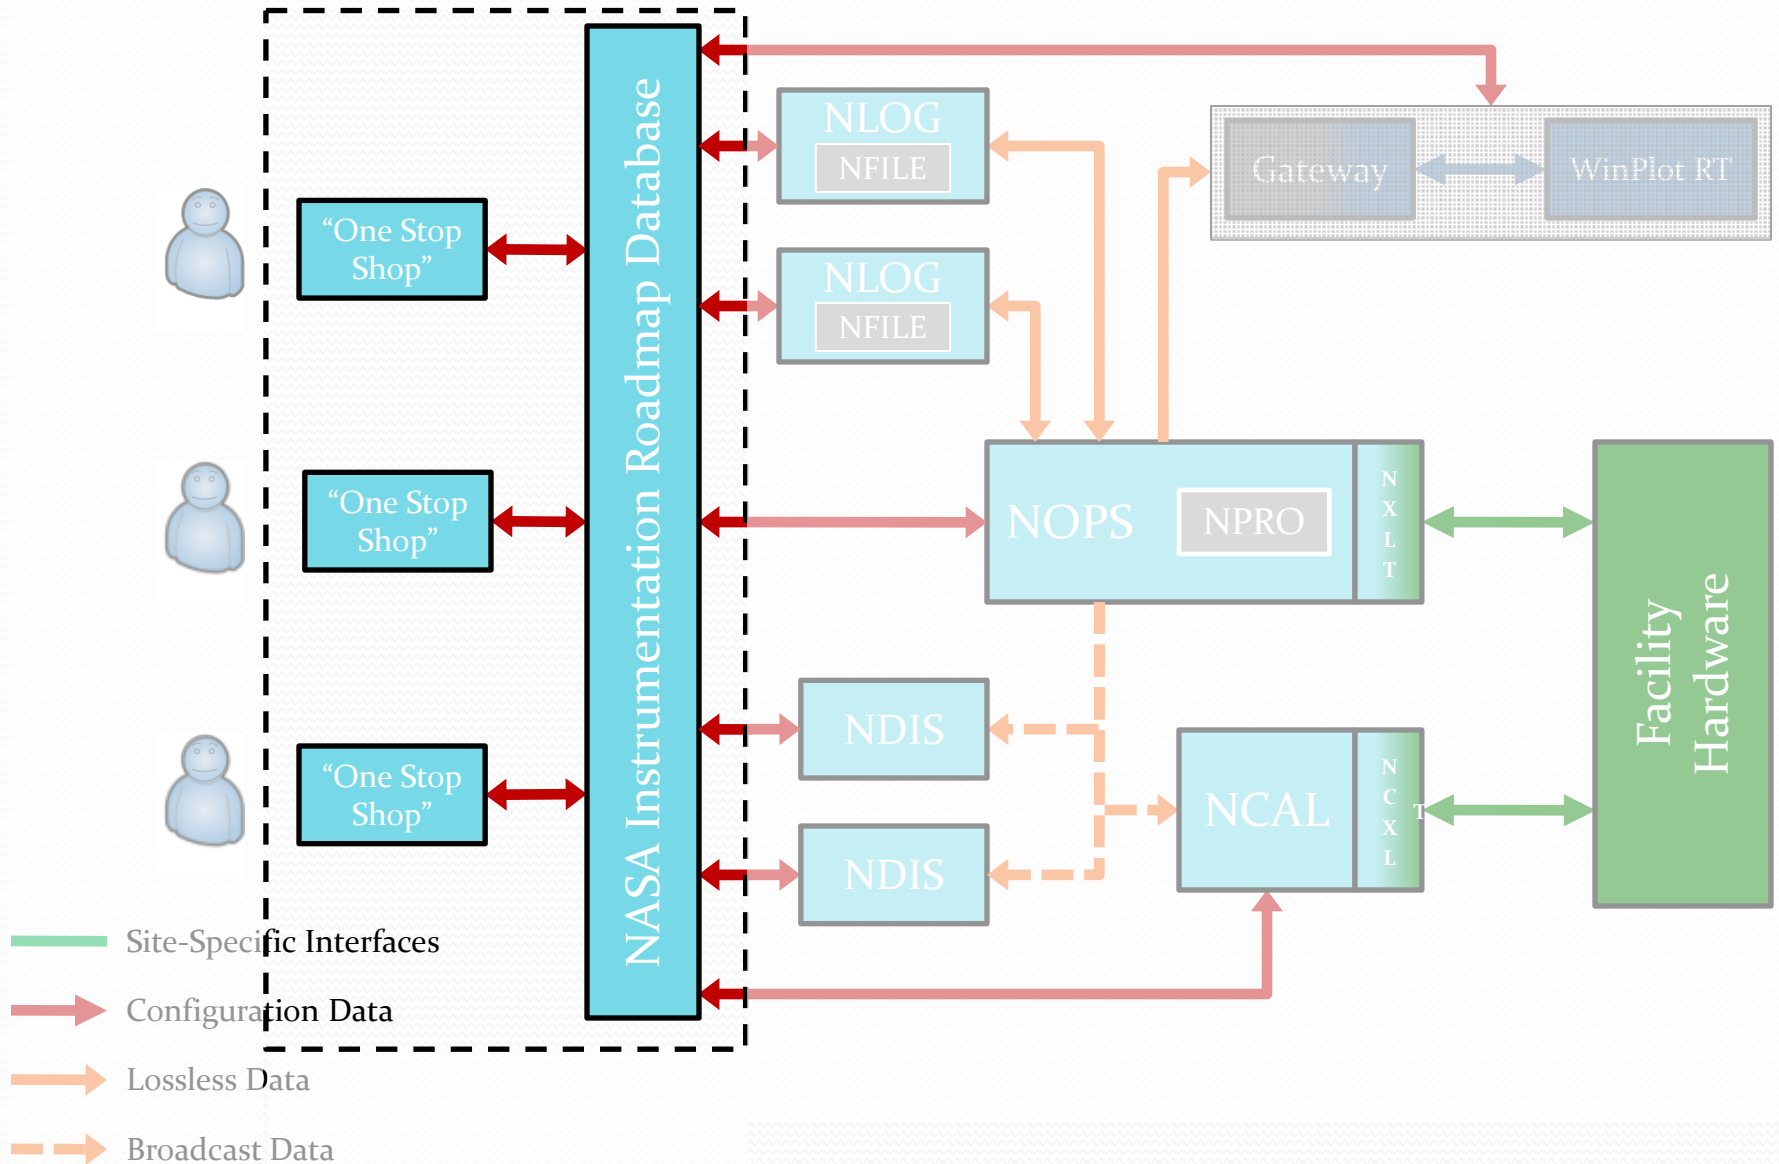 NLOG
NFILE
Gateway
WinPlot RT
“One Stop
Shop”
NLOG
NFILE
NASA Instrumentation Roadmap Database
“One Stop
Shop”
NOPS
NPRO
N
X
L
T
Facility
Hardware
“One Stop
Shop”
NDIS
NDIS
NCAL
N
C
X
L
T
Site-Specific Interfaces
Configuration Data
Lossless Data
Broadcast Data